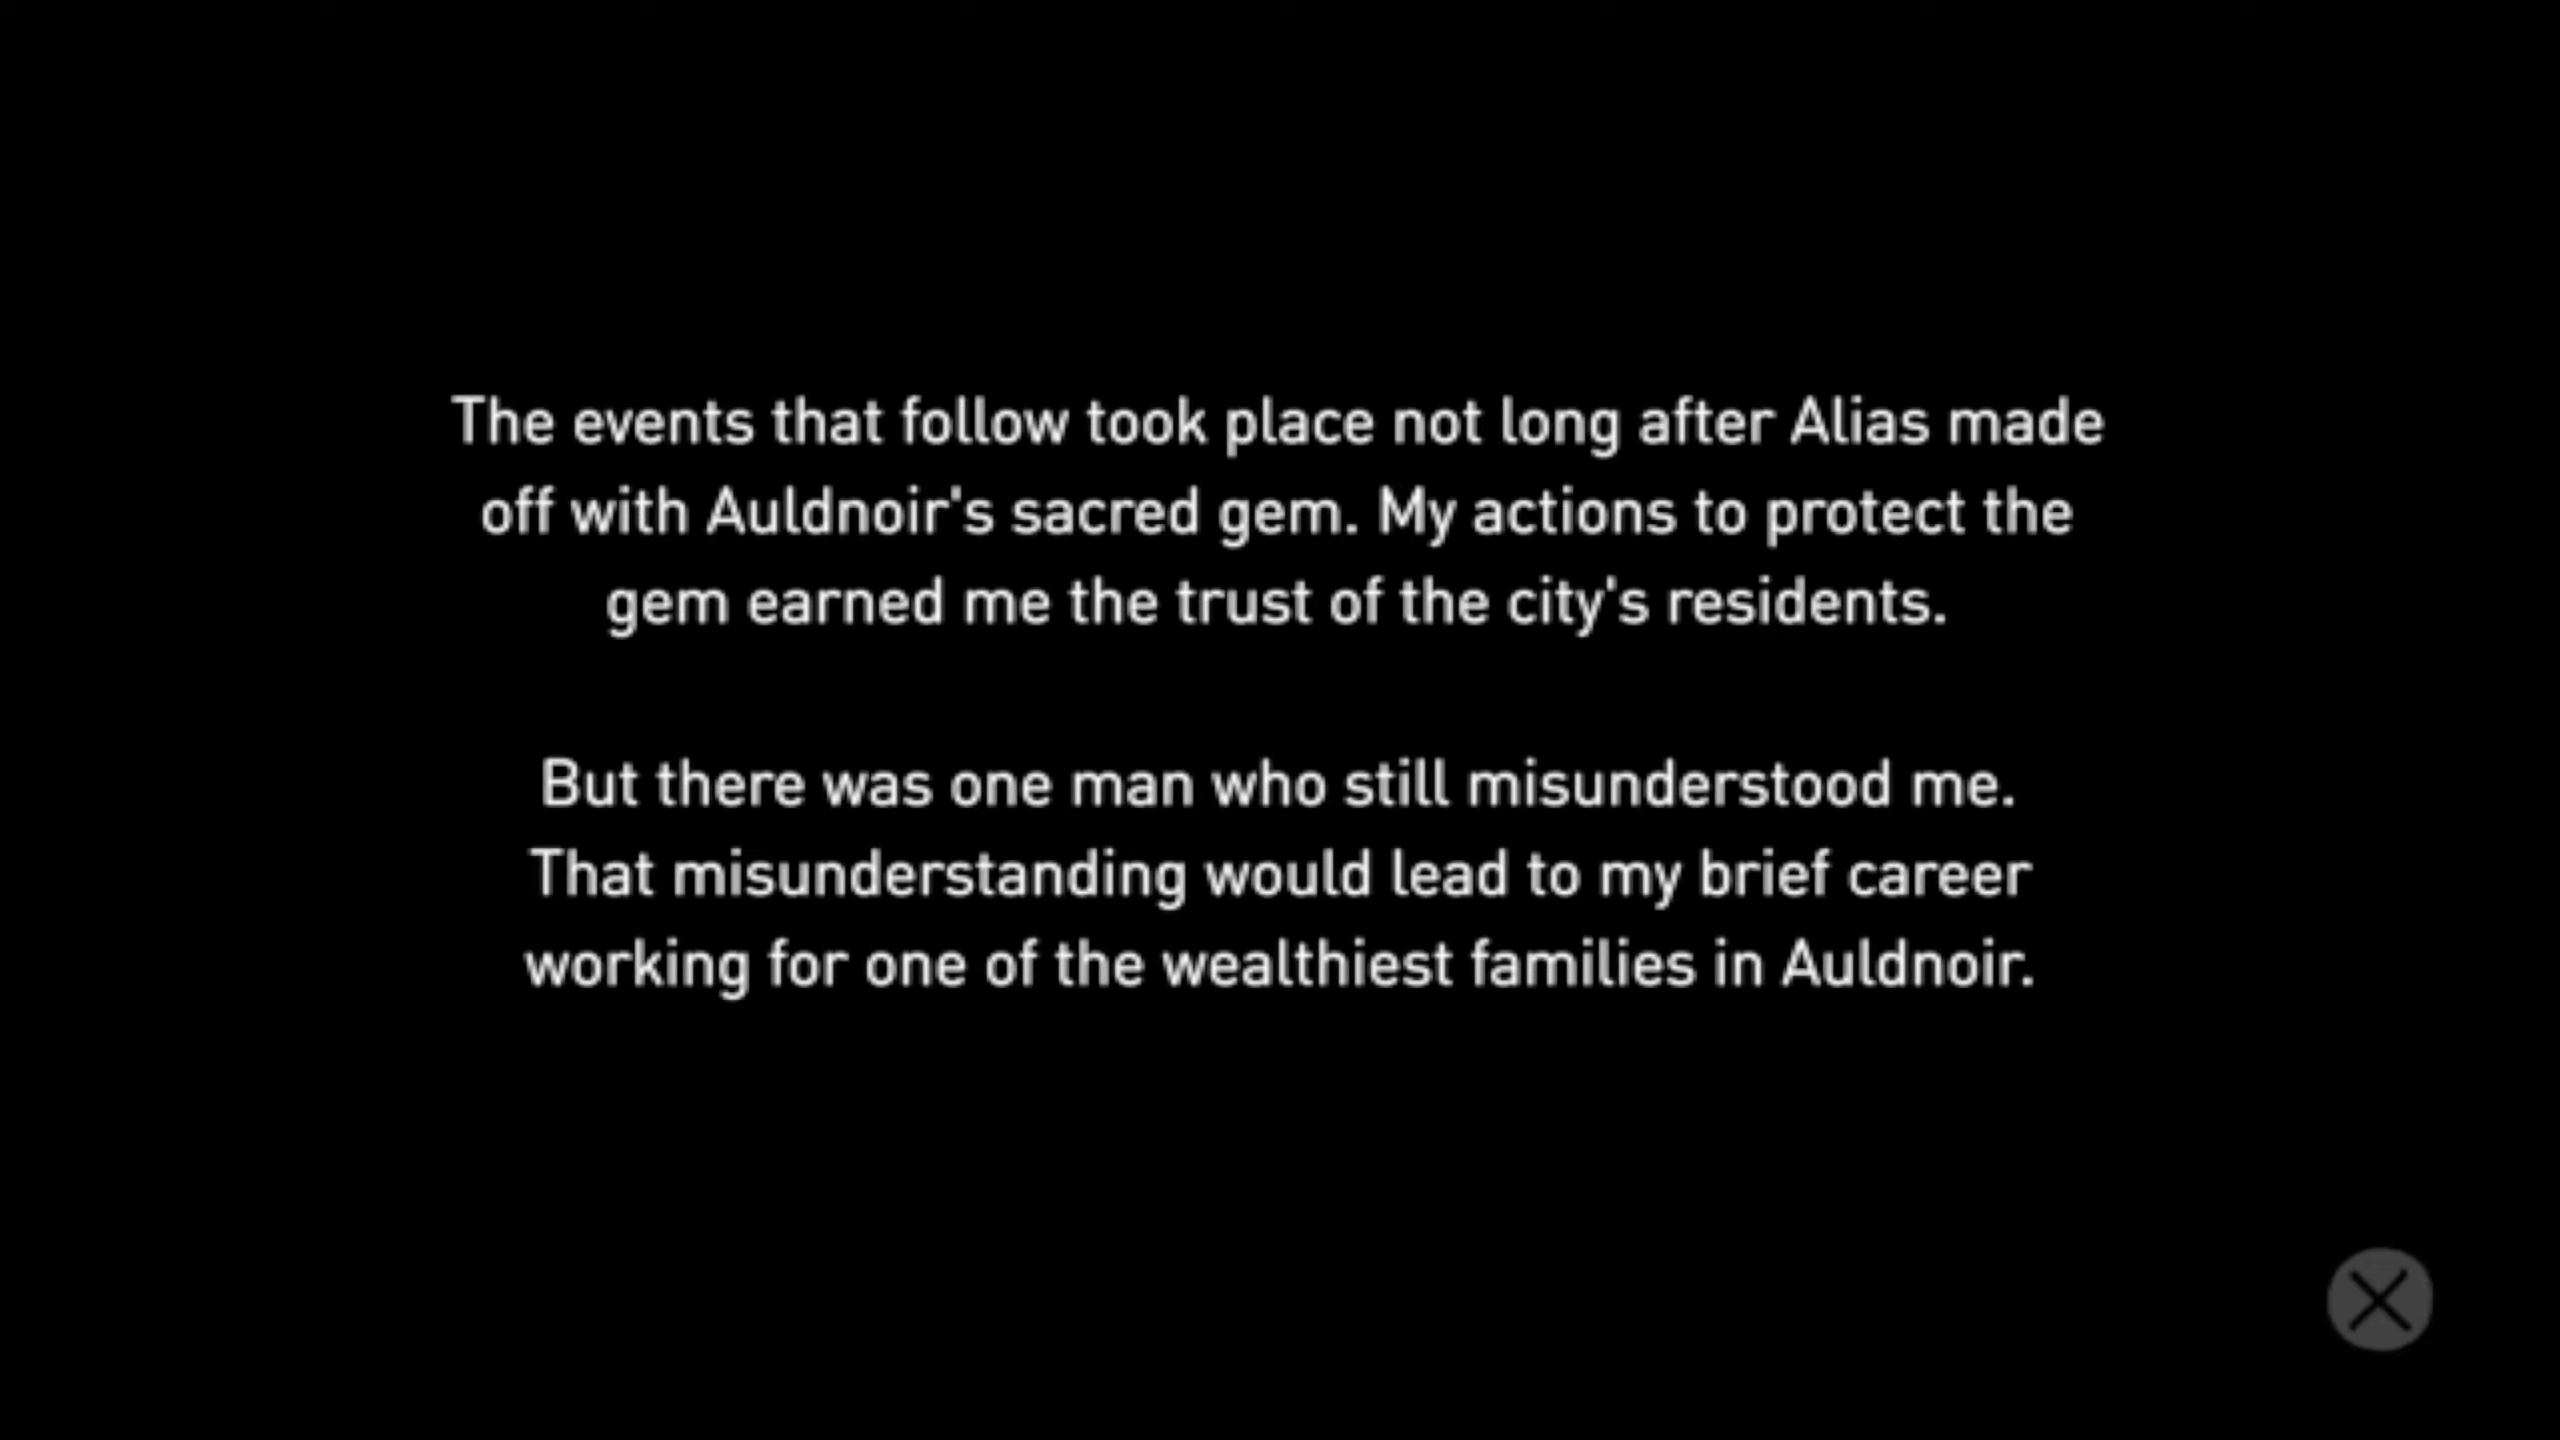 The events that follow took place not long after Alias made
off with Auldnoir's sacred gem. My actions to protect the
gem earned me the trust of the city's residents.
But there was one man who still misunderstood me.
That misunderstanding would lead to my brief career
working for one of the wealthiest families in Auldnoir.